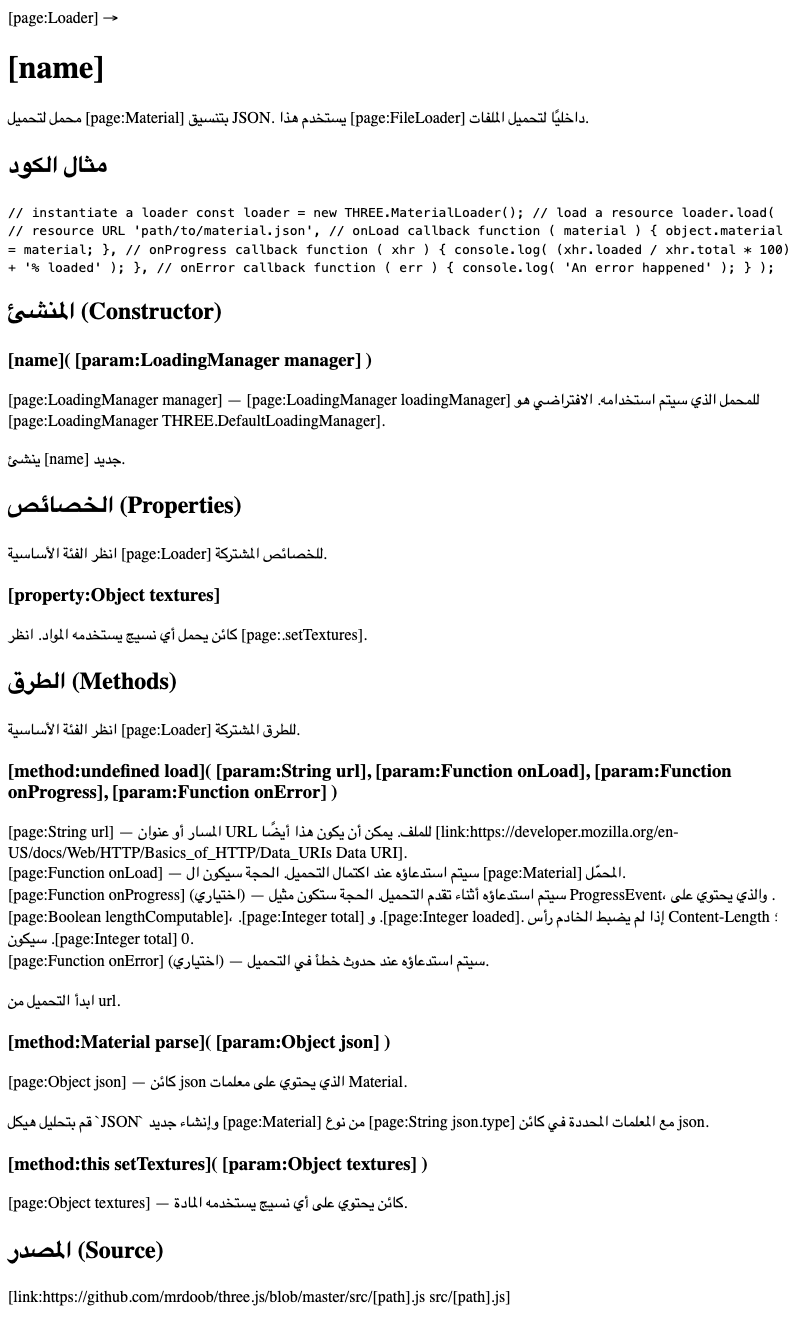 [page:Loader] →
[name]
محمل لتحميل [page:Material] بتنسيق JSON. يستخدم هذا [page:FileLoader] داخليًا لتحميل الملفات.
مثال الكود
// instantiate a loader const loader = new THREE.MaterialLoader(); // load a resource loader.load(
// resource URL 'path/to/material.json', // onLoad callback function ( material ) { object.material
= material; }, // onProgress callback function ( xhr ) { console.log( (xhr.loaded / xhr.total * 100)
+ '% loaded' ); }, // onError callback function ( err ) { console.log( 'An error happened' ); } );
المنشئ (Constructor)
[name]( [param:LoadingManager manager] )
[page:LoadingManager manager] — [page:LoadingManager loadingManager] للمحمل الذي سيتم استخدامه. الافتراضي هو
[page:LoadingManager THREE.DefaultLoadingManager].
ينشئ [name] جديد.
الخصائص (Properties)
انظر الفئة الأساسية [page:Loader] للخصائص المشتركة.
[property:Object textures]
كائن يحمل أي نسيج يستخدمه المواد. انظر [page:.setTextures].
الطرق (Methods)
انظر الفئة الأساسية [page:Loader] للطرق المشتركة.
[method:undefined load]( [param:String url], [param:Function onLoad], [param:Function
onProgress], [param:Function onError] )
[page:String url] — المسار أو عنوان URL للملف. يمكن أن يكون هذا أيضًا [link:https://developer.mozilla.org/en-
US/docs/Web/HTTP/Basics_of_HTTP/Data_URIs Data URI].
[page:Function onLoad] — سيتم استدعاؤه عند اكتمال التحميل. الحجة سيكون ال [page:Material] المحمّل.
[page:Function onProgress] (اختياري) — سيتم استدعاؤه أثناء تقدم التحميل. الحجة ستكون مثيل ProgressEvent، والذي يحتوي على .
[page:Boolean lengthComputable]، .[page:Integer total] و .[page:Integer loaded]. إذا لم يضبط الخادم رأس Content-Length ؛
سيكون .[page:Integer total] 0.
[page:Function onError] (اختياري) — سيتم استدعاؤه عند حدوث خطأ في التحميل.
ابدأ التحميل من url.
[method:Material parse]( [param:Object json] )
[page:Object json] — كائن json الذي يحتوي على معلمات Material.
قم بتحليل هيكل `JSON` وإنشاء جديد [page:Material] من نوع [page:String json.type] مع المعلمات المحددة في كائن json.
[method:this setTextures]( [param:Object textures] )
[page:Object textures] — كائن يحتوي على أي نسيج يستخدمه المادة.
المصدر (Source)
[link:https://github.com/mrdoob/three.js/blob/master/src/[path].js src/[path].js]